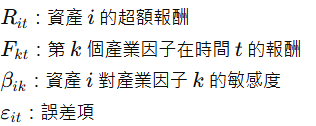 R_{it}：資產 i 的超額報酬
F_{kt}：第 k 個產業因子在時間 t 的報酬
β_{ik}：資產 i 對產業因子 k 的敏感度
ε_{it}：誤差項